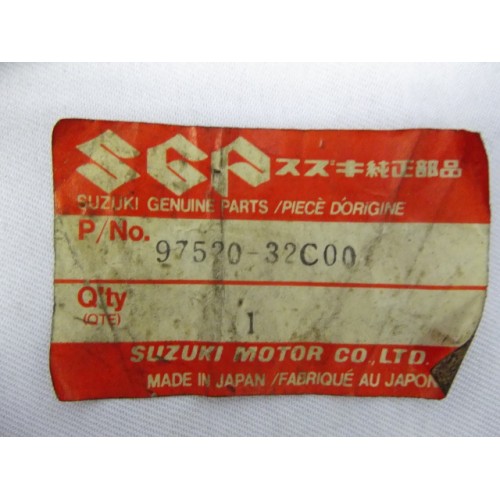 SGP スズキ純正部品
SUZUKI GENUINE PARTS /PIECÈ D'ORIGINE
P/No.
97520-32C00
Q'ty
(QTE)
1
SUZUKI MOTOR CO., LTD.
MADE IN JAPAN /FABRIQUÉ AU JAPON